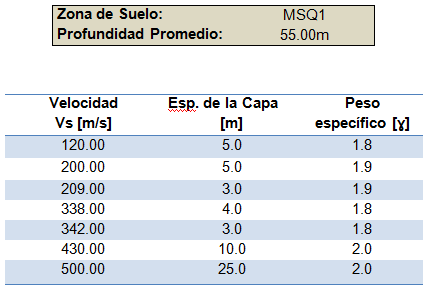 Zona de Suelo: MSQ1
Profundidad Promedio: 55.00m
Velocidad Esp. de la Capa Peso
Vs [m/s] [m] específico [ɣ]
120.00 5.0 1.8
200.00 5.0 1.9
209.00 3.0 1.9
338.00 4.0 1.8
342.00 3.0 1.8
430.00 10.0 2.0
500.00 25.0 2.0